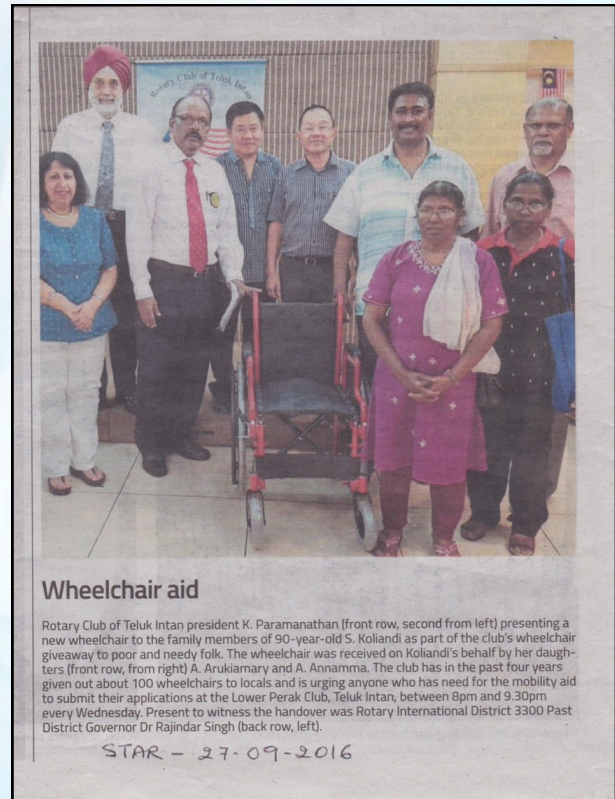 Rotary Club of Teluk Intan
Wheelchair aid
Rotary Club of Teluk Intan president K. Paramanathan (front row, second from left) presenting a
new wheelchair to the family members of 90-year-old S. Koliandi as part of the club's wheelchair
giveaway to poor and needy folk. The wheelchair was received on Koliandi's behalf by her daugh-
ters (front row, from right) A. Arukiamary and A. Annamma. The club has in the past four years
given out about 100 wheelchairs to locals and is urging anyone who has need for the mobility aid
to submit their applications at the Lower Perak Club, Teluk Intan, between 8pm and 9.30pm
every Wednesday. Present to witness the handover was Rotary International District 3300 Past
District Governor Dr Rajindar Singh (back row, left).
STAR - 27-09-2016